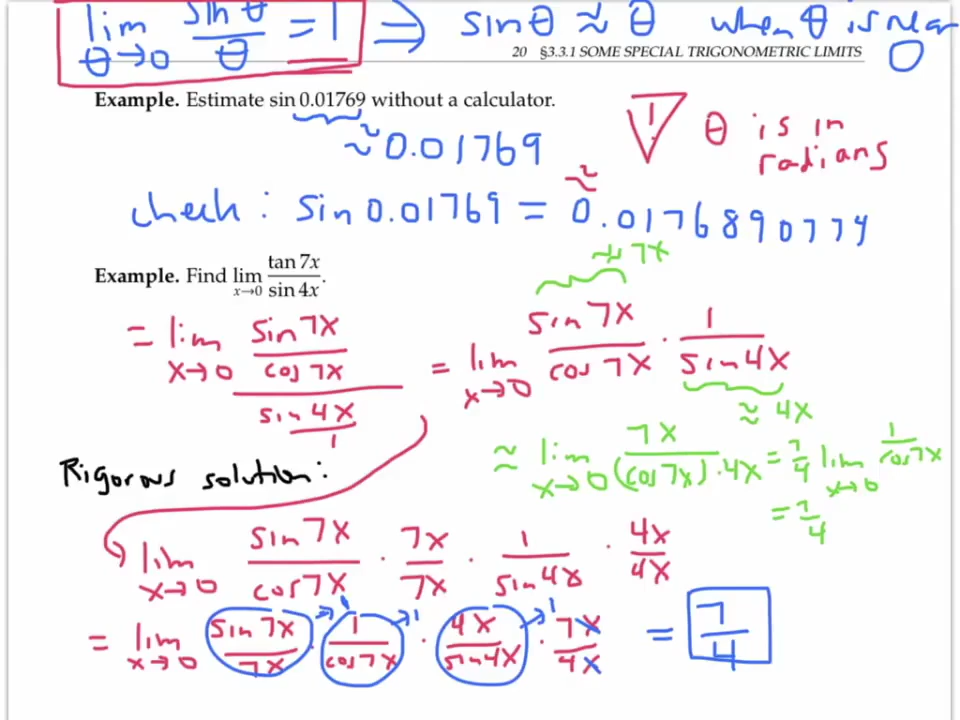 lim θ→0 sin θ/θ = 1 ⇒ sinθ ≈ θ when θ is near 0
20 §3.3.1 SOME SPECIAL TRIGONOMETRIC LIMITS
Example. Estimate sin 0.01769 without a calculator.
≈ 0.01769
! θ is in radians
check: sin 0.01769 = 0.0176890774
≈
≈ 7x
Example. Find lim x→0 tan 7x / sin 4x.
= lim x→0 (sin 7x / cos 7x) / (sin 4x / 1) = lim x→0 sin 7x / cos 7x · 1 / sin 4x
≈ 4x
≈ lim x→0 7x / (cos 7x) · 4x = 7/4 lim x→0 1 / cos 7x
= 7/4
Rigorous solution:
lim x→0 sin 7x / cos 7x · 7x / 7x · 1 / sin 4x · 4x / 4x
= lim x→0 sin 7x / 7x →1 · 1 / cos 7x →1 · 4x / sin 4x →1 · 7x / 4x = 7/4